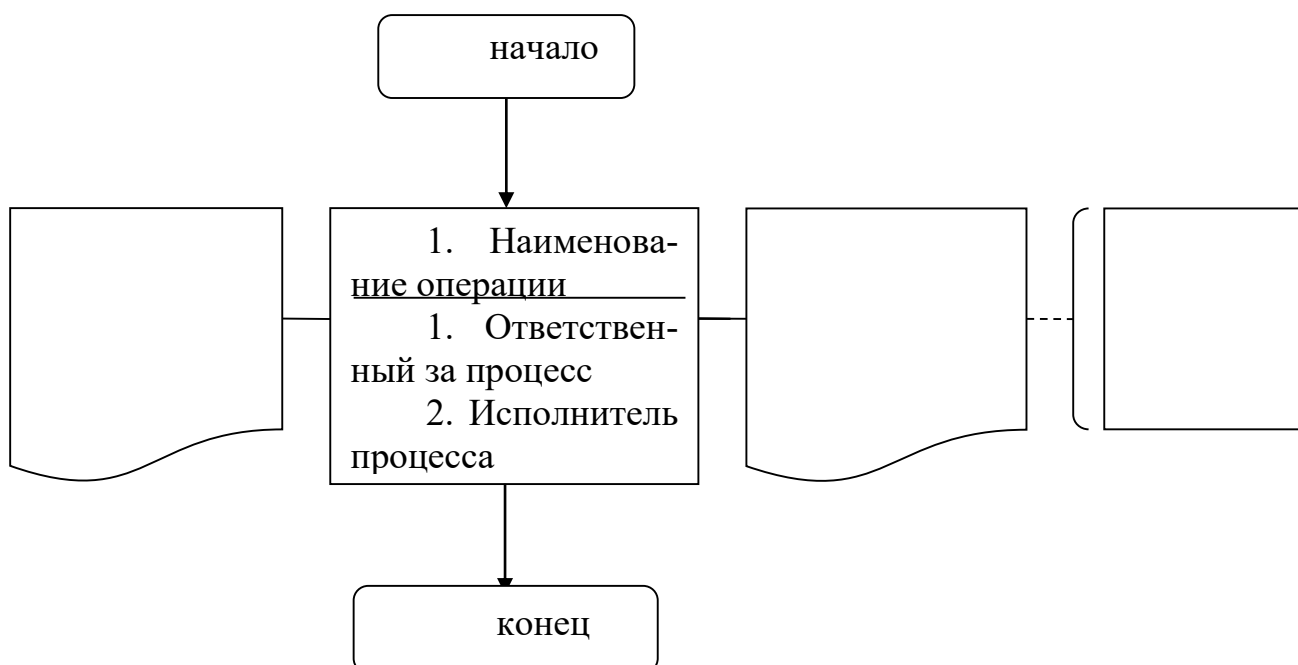 начало
1. Наименова-
ние операции
1. Ответствен-
ный за процесс
2. Исполнитель
процесса
конец